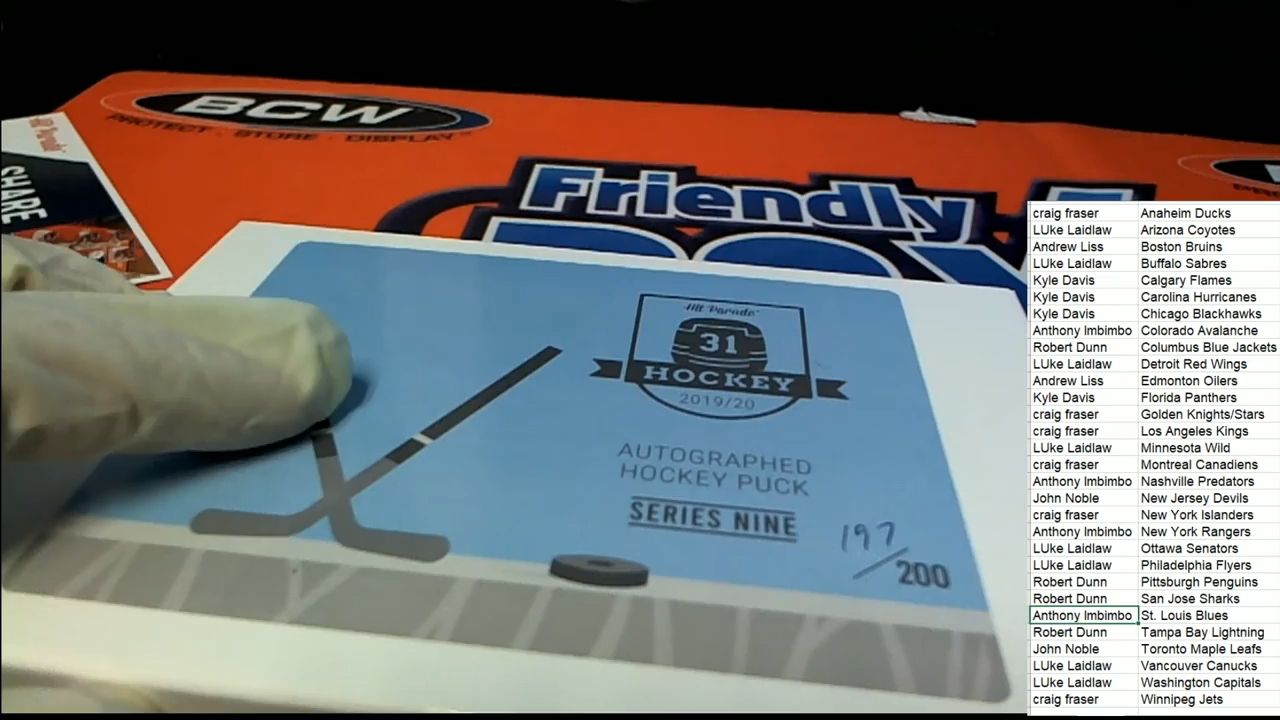 BCW
PROTECT · STORE · DISPLAY™
Hit Parade
SHARE
Friendly
Hit Parade™
31
HOCKEY
2019/20
AUTOGRAPHED
HOCKEY PUCK
SERIES NINE
197/200
craig fraser Anaheim Ducks
LUke Laidlaw Arizona Coyotes
Andrew Liss Boston Bruins
LUke Laidlaw Buffalo Sabres
Kyle Davis Calgary Flames
Kyle Davis Carolina Hurricanes
Kyle Davis Chicago Blackhawks
Anthony Imbimbo Colorado Avalanche
Robert Dunn Columbus Blue Jackets
LUke Laidlaw Detroit Red Wings
Andrew Liss Edmonton Oilers
Kyle Davis Florida Panthers
craig fraser Golden Knights/Stars
craig fraser Los Angeles Kings
LUke Laidlaw Minnesota Wild
craig fraser Montreal Canadiens
Anthony Imbimbo Nashville Predators
John Noble New Jersey Devils
craig fraser New York Islanders
Anthony Imbimbo New York Rangers
LUke Laidlaw Ottawa Senators
LUke Laidlaw Philadelphia Flyers
Robert Dunn Pittsburgh Penguins
Robert Dunn San Jose Sharks
Anthony Imbimbo St. Louis Blues
Robert Dunn Tampa Bay Lightning
John Noble Toronto Maple Leafs
LUke Laidlaw Vancouver Canucks
LUke Laidlaw Washington Capitals
craig fraser Winnipeg Jets